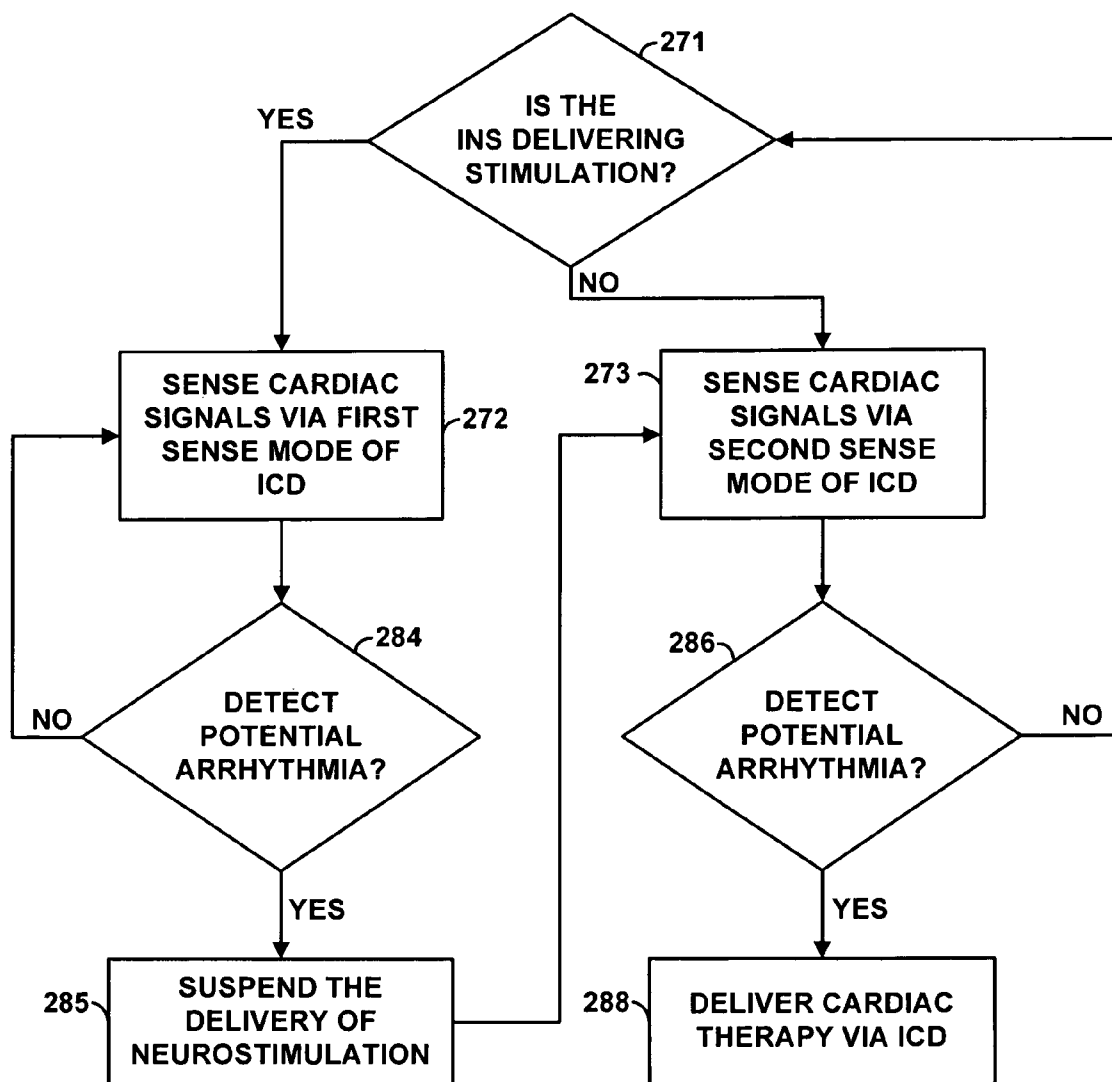 271
IS THE
INS DELIVERING
STIMULATION?
YES
NO
SENSE CARDIAC
SIGNALS VIA FIRST
SENSE MODE OF
ICD
272
273
SENSE CARDIAC
SIGNALS VIA
SECOND SENSE
MODE OF ICD
284
DETECT
POTENTIAL
ARRHYTHMIA?
NO
YES
286
DETECT
POTENTIAL
ARRHYTHMIA?
NO
YES
285
SUSPEND THE
DELIVERY OF
NEUROSTIMULATION
288
DELIVER CARDIAC
THERAPY VIA ICD